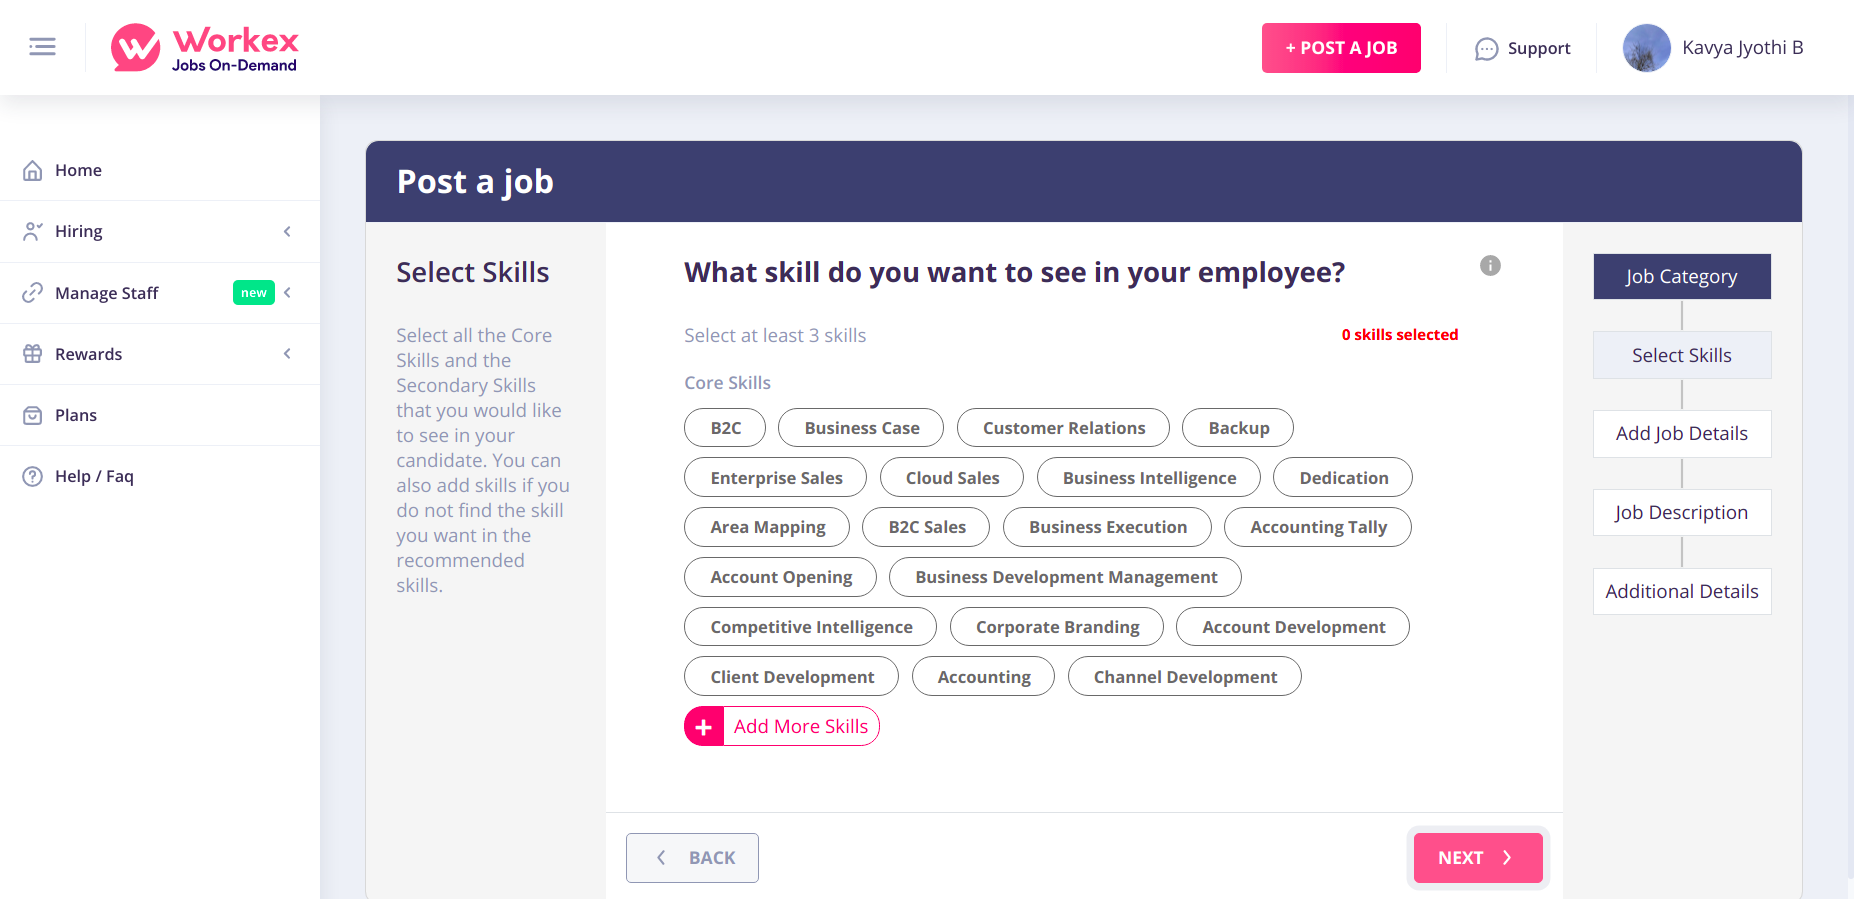 Workex
Jobs On-Demand
+ POST A JOB
Support
Kavya Jyothi B
Home
Hiring
Manage Staff
new
Rewards
Plans
Help / Faq
Post a job
Select Skills
Select all the Core
Skills and the
Secondary Skills
that you would like
to see in your
candidate. You can
also add skills if you
do not find the skill
you want in the
recommended
skills.
What skill do you want to see in your employee?
Select at least 3 skills
0 skills selected
Core Skills
B2C
Business Case
Customer Relations
Backup
Enterprise Sales
Cloud Sales
Business Intelligence
Dedication
Area Mapping
B2C Sales
Business Execution
Accounting Tally
Account Opening
Business Development Management
Competitive Intelligence
Corporate Branding
Account Development
Client Development
Accounting
Channel Development
+ Add More Skills
BACK
NEXT
Job Category
Select Skills
Add Job Details
Job Description
Additional Details